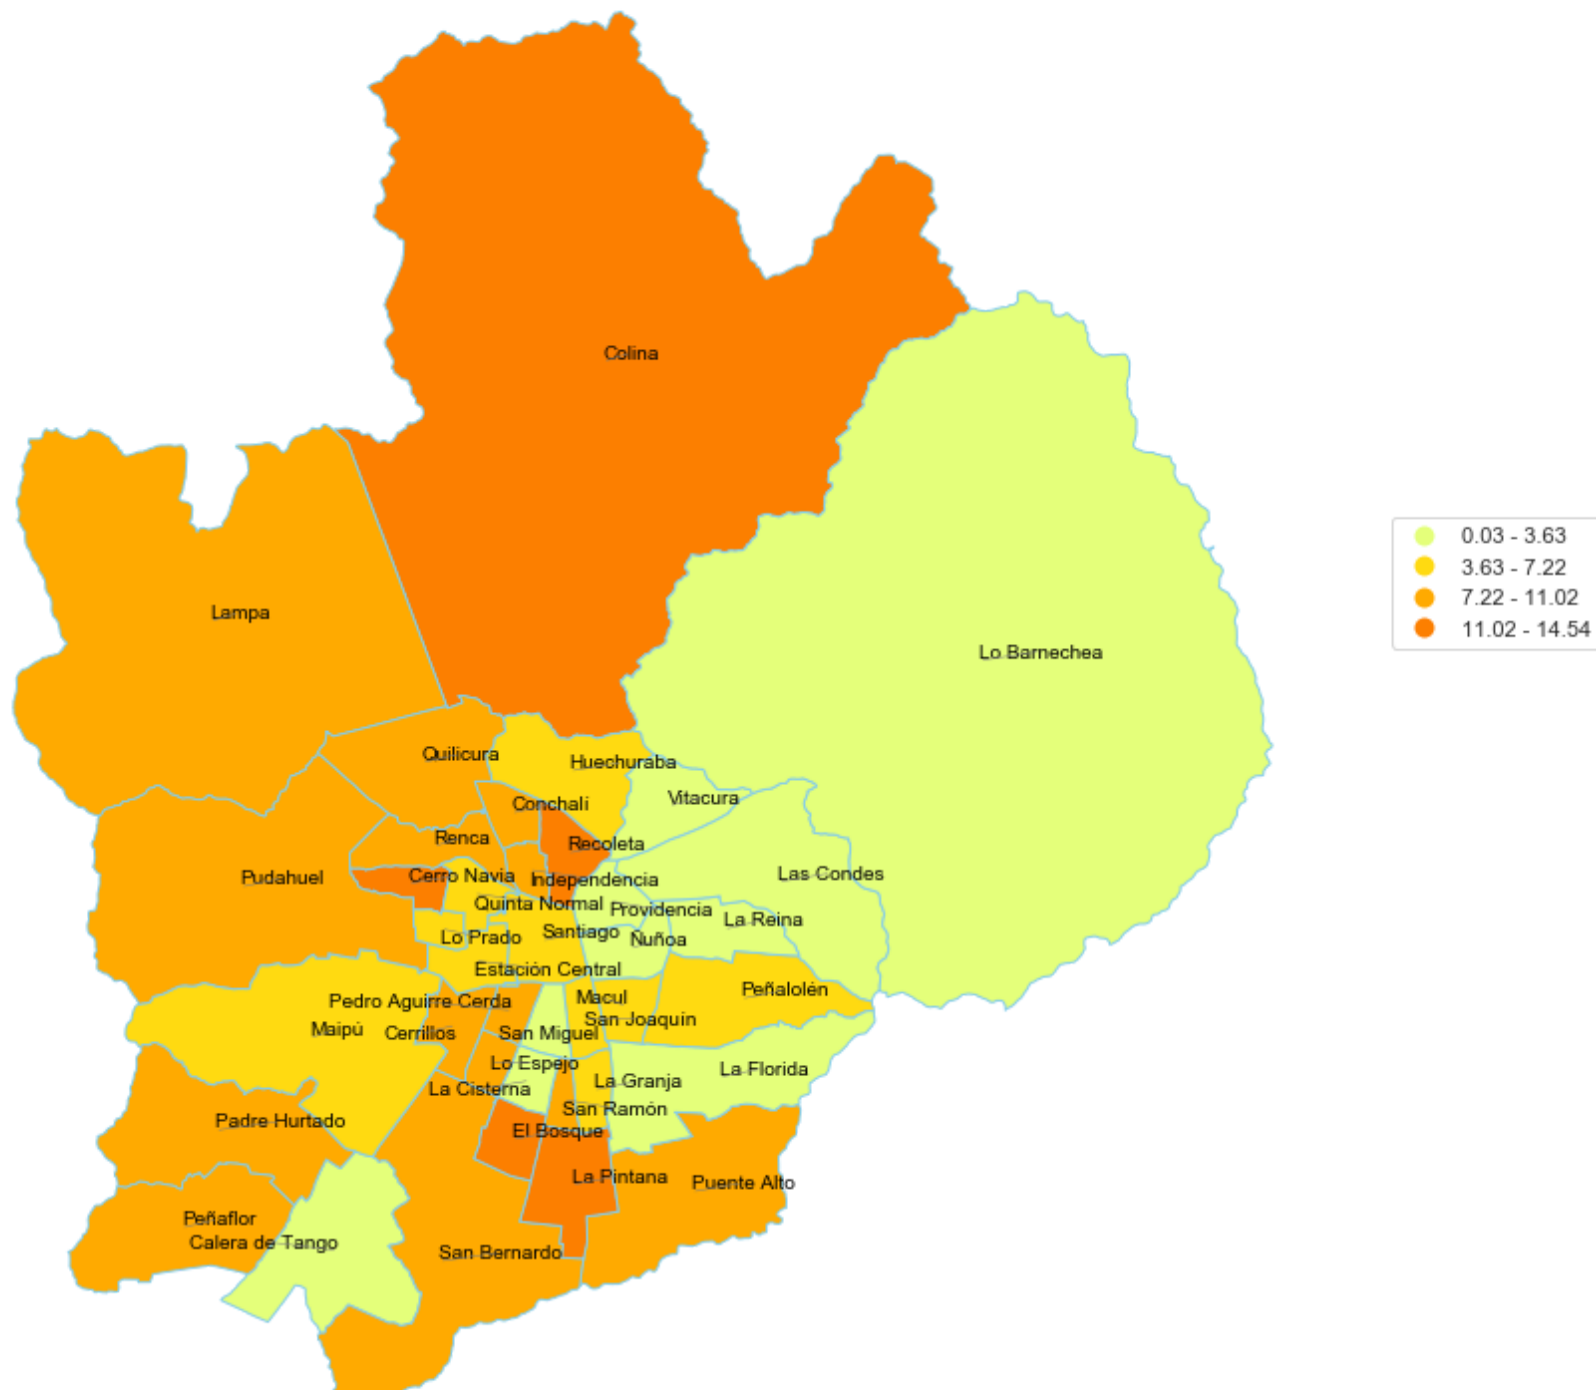 Colina
0.03 - 3.63
3.63 - 7.22
7.22 - 11.02
11.02 - 14.54
Lampa
Lo Barnechea
Quilicura
Huechuraba
Vitacura
Conchalí
Renca
Recoleta
Pudahuel
Cerro Navia
Independencia
Las Condes
Quinta Normal
Providencia
La Reina
Lo Prado
Santiago
Ñuñoa
Estación Central
Peñalolén
Pedro Aguirre Cerda
Macul
San Joaquín
Maipú
Cerrillos
San Miguel
Lo Espejo
La Florida
La Cisterna
La Granja
San Ramón
Padre Hurtado
El Bosque
La Pintana
Puente Alto
Peñaflor
Calera de Tango
San Bernardo